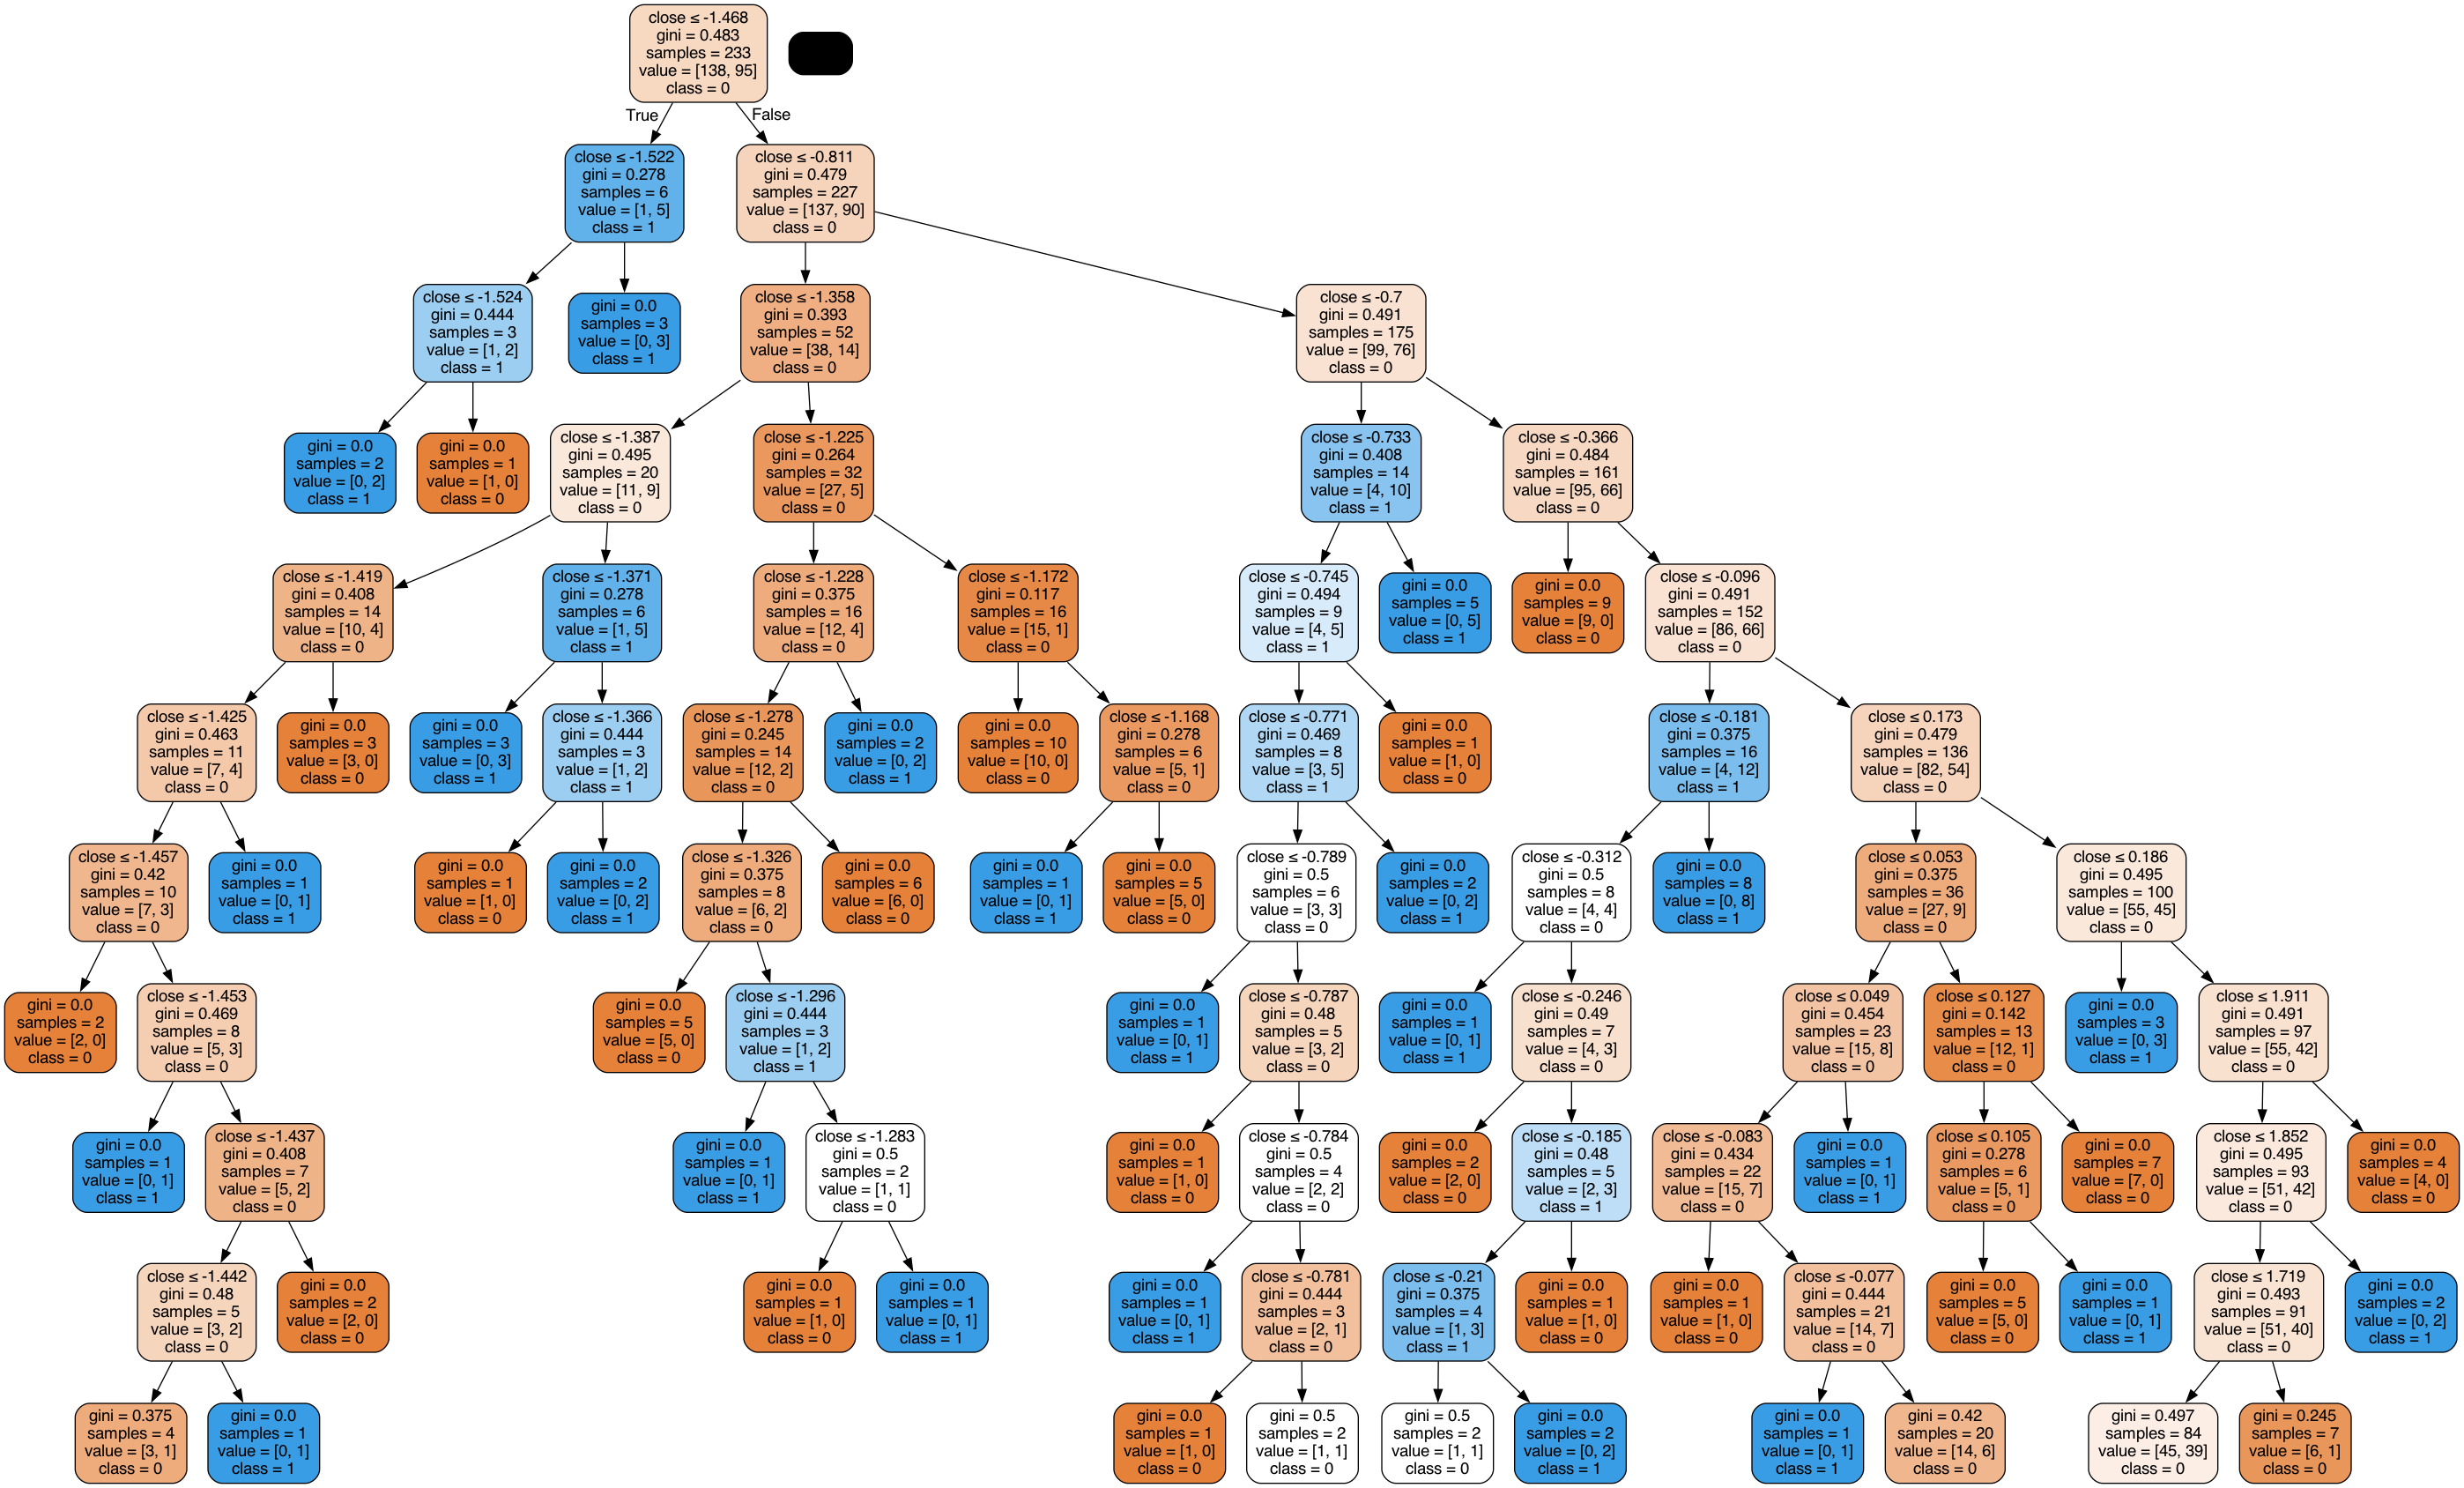 close ≤ -1.468
gini = 0.483
samples = 233
value = [138, 95]
class = 0
True
False
close ≤ -1.522
gini = 0.278
samples = 6
value = [1, 5]
class = 1
close ≤ -0.811
gini = 0.479
samples = 227
value = [137, 90]
class = 0
close ≤ -1.524
gini = 0.444
samples = 3
value = [1, 2]
class = 1
gini = 0.0
samples = 3
value = [0, 3]
class = 1
close ≤ -1.358
gini = 0.393
samples = 52
value = [38, 14]
class = 0
close ≤ -0.7
gini = 0.491
samples = 175
value = [99, 76]
class = 0
gini = 0.0
samples = 2
value = [0, 2]
class = 1
gini = 0.0
samples = 1
value = [1, 0]
class = 0
close ≤ -1.387
gini = 0.495
samples = 20
value = [11, 9]
class = 0
close ≤ -1.225
gini = 0.264
samples = 32
value = [27, 5]
class = 0
close ≤ -0.733
gini = 0.408
samples = 14
value = [4, 10]
class = 1
close ≤ -0.366
gini = 0.484
samples = 161
value = [95, 66]
class = 0
close ≤ -1.419
gini = 0.408
samples = 14
value = [10, 4]
class = 0
close ≤ -1.371
gini = 0.278
samples = 6
value = [1, 5]
class = 1
close ≤ -1.228
gini = 0.375
samples = 16
value = [12, 4]
class = 0
close ≤ -1.172
gini = 0.117
samples = 16
value = [15, 1]
class = 0
close ≤ -0.745
gini = 0.494
samples = 9
value = [4, 5]
class = 1
gini = 0.0
samples = 5
value = [0, 5]
class = 1
gini = 0.0
samples = 9
value = [9, 0]
class = 0
close ≤ -0.096
gini = 0.491
samples = 152
value = [86, 66]
class = 0
close ≤ -1.425
gini = 0.463
samples = 11
value = [7, 4]
class = 0
gini = 0.0
samples = 3
value = [3, 0]
class = 0
gini = 0.0
samples = 3
value = [0, 3]
class = 1
close ≤ -1.366
gini = 0.444
samples = 3
value = [1, 2]
class = 1
close ≤ -1.278
gini = 0.245
samples = 14
value = [12, 2]
class = 0
gini = 0.0
samples = 2
value = [0, 2]
class = 1
gini = 0.0
samples = 10
value = [10, 0]
class = 0
close ≤ -1.168
gini = 0.278
samples = 6
value = [5, 1]
class = 0
close ≤ -0.771
gini = 0.469
samples = 8
value = [3, 5]
class = 1
gini = 0.0
samples = 1
value = [1, 0]
class = 0
close ≤ -0.181
gini = 0.375
samples = 16
value = [4, 12]
class = 1
close ≤ 0.173
gini = 0.479
samples = 136
value = [82, 54]
class = 0
close ≤ -1.457
gini = 0.42
samples = 10
value = [7, 3]
class = 0
gini = 0.0
samples = 1
value = [0, 1]
class = 1
gini = 0.0
samples = 1
value = [1, 0]
class = 0
gini = 0.0
samples = 2
value = [0, 2]
class = 1
close ≤ -1.326
gini = 0.375
samples = 8
value = [6, 2]
class = 0
gini = 0.0
samples = 6
value = [6, 0]
class = 0
gini = 0.0
samples = 1
value = [0, 1]
class = 1
gini = 0.0
samples = 5
value = [5, 0]
class = 0
close ≤ -0.789
gini = 0.5
samples = 6
value = [3, 3]
class = 0
gini = 0.0
samples = 2
value = [0, 2]
class = 1
close ≤ -0.312
gini = 0.5
samples = 8
value = [4, 4]
class = 0
gini = 0.0
samples = 8
value = [0, 8]
class = 1
close ≤ 0.053
gini = 0.375
samples = 36
value = [27, 9]
class = 0
close ≤ 0.186
gini = 0.495
samples = 100
value = [55, 45]
class = 0
gini = 0.0
samples = 2
value = [2, 0]
class = 0
close ≤ -1.453
gini = 0.469
samples = 8
value = [5, 3]
class = 0
gini = 0.0
samples = 5
value = [5, 0]
class = 0
close ≤ -1.296
gini = 0.444
samples = 3
value = [1, 2]
class = 1
gini = 0.0
samples = 1
value = [0, 1]
class = 1
close ≤ -0.787
gini = 0.48
samples = 5
value = [3, 2]
class = 0
gini = 0.0
samples = 1
value = [0, 1]
class = 1
close ≤ -0.246
gini = 0.49
samples = 7
value = [4, 3]
class = 0
close ≤ 0.049
gini = 0.454
samples = 23
value = [15, 8]
class = 0
close ≤ 0.127
gini = 0.142
samples = 13
value = [12, 1]
class = 0
gini = 0.0
samples = 3
value = [0, 3]
class = 1
close ≤ 1.911
gini = 0.491
samples = 97
value = [55, 42]
class = 0
gini = 0.0
samples = 1
value = [0, 1]
class = 1
close ≤ -1.437
gini = 0.408
samples = 7
value = [5, 2]
class = 0
gini = 0.0
samples = 1
value = [0, 1]
class = 1
close ≤ -1.283
gini = 0.5
samples = 2
value = [1, 1]
class = 0
gini = 0.0
samples = 1
value = [1, 0]
class = 0
close ≤ -0.784
gini = 0.5
samples = 4
value = [2, 2]
class = 0
gini = 0.0
samples = 2
value = [2, 0]
class = 0
close ≤ -0.185
gini = 0.48
samples = 5
value = [2, 3]
class = 1
close ≤ -0.083
gini = 0.434
samples = 22
value = [15, 7]
class = 0
gini = 0.0
samples = 1
value = [0, 1]
class = 1
close ≤ 0.105
gini = 0.278
samples = 6
value = [5, 1]
class = 0
gini = 0.0
samples = 7
value = [7, 0]
class = 0
close ≤ 1.852
gini = 0.495
samples = 93
value = [51, 42]
class = 0
gini = 0.0
samples = 4
value = [4, 0]
class = 0
close ≤ -1.442
gini = 0.48
samples = 5
value = [3, 2]
class = 0
gini = 0.0
samples = 2
value = [2, 0]
class = 0
gini = 0.0
samples = 1
value = [1, 0]
class = 0
gini = 0.0
samples = 1
value = [0, 1]
class = 1
gini = 0.0
samples = 1
value = [0, 1]
class = 1
close ≤ -0.781
gini = 0.444
samples = 3
value = [2, 1]
class = 0
close ≤ -0.21
gini = 0.375
samples = 4
value = [1, 3]
class = 1
gini = 0.0
samples = 1
value = [1, 0]
class = 0
gini = 0.0
samples = 1
value = [1, 0]
class = 0
close ≤ -0.077
gini = 0.444
samples = 21
value = [14, 7]
class = 0
gini = 0.0
samples = 5
value = [5, 0]
class = 0
gini = 0.0
samples = 1
value = [0, 1]
class = 1
close ≤ 1.719
gini = 0.493
samples = 91
value = [51, 40]
class = 0
gini = 0.0
samples = 2
value = [0, 2]
class = 1
gini = 0.375
samples = 4
value = [3, 1]
class = 0
gini = 0.0
samples = 1
value = [0, 1]
class = 1
gini = 0.0
samples = 1
value = [1, 0]
class = 0
gini = 0.5
samples = 2
value = [1, 1]
class = 0
gini = 0.5
samples = 2
value = [1, 1]
class = 0
gini = 0.0
samples = 2
value = [0, 2]
class = 1
gini = 0.0
samples = 1
value = [0, 1]
class = 1
gini = 0.42
samples = 20
value = [14, 6]
class = 0
gini = 0.497
samples = 84
value = [45, 39]
class = 0
gini = 0.245
samples = 7
value = [6, 1]
class = 0